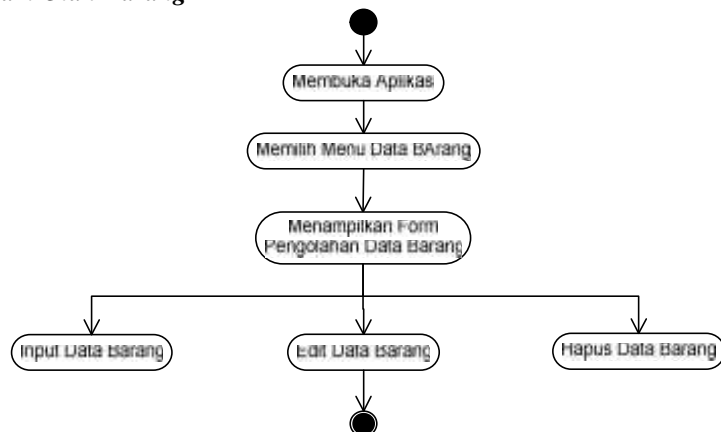 Membuka Aplikas
Memilih Menu Data BArang
Menampilkan Form
Pengolahan Data Barang
Input Data Barang
Edit Data Barang
Hapus Data Barang